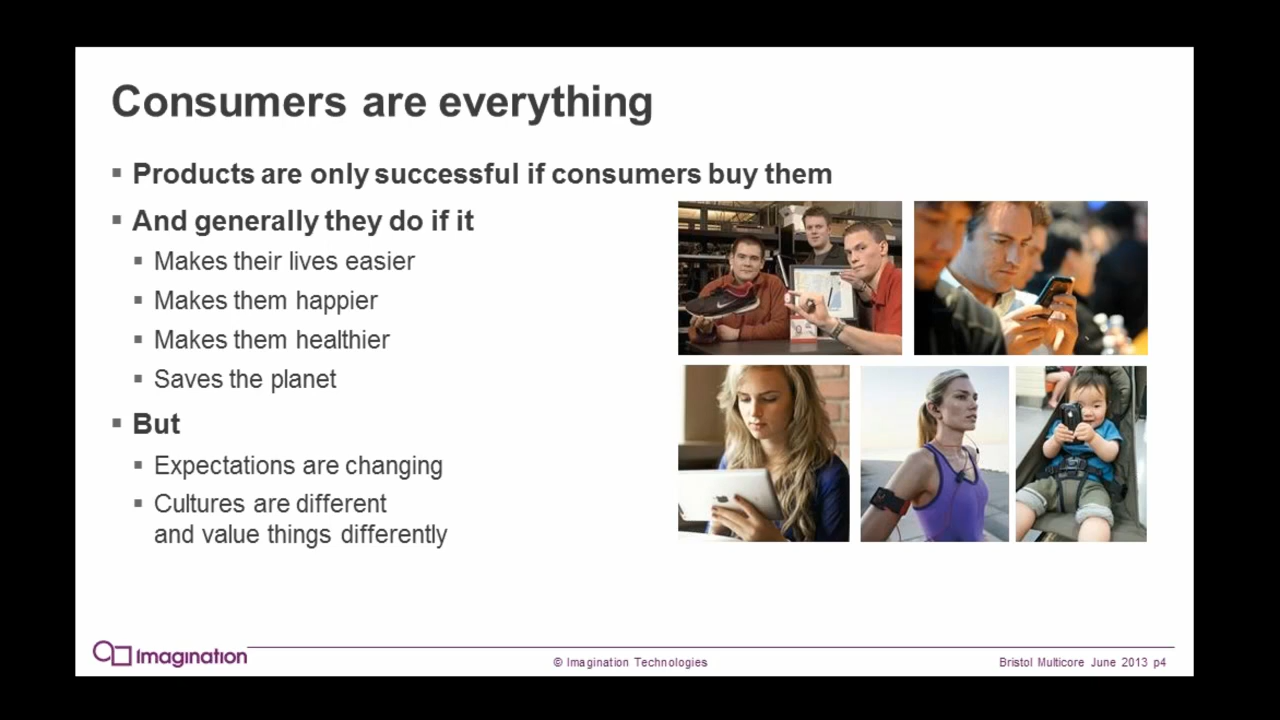 Consumers are everything
▪ Products are only successful if consumers buy them
▪ And generally they do if it
▪ Makes their lives easier
▪ Makes them happier
▪ Makes them healthier
▪ Saves the planet
▪ But
▪ Expectations are changing
▪ Cultures are different
and value things differently
Imagination
© Imagination Technologies
Bristol Multicore June 2013 p4